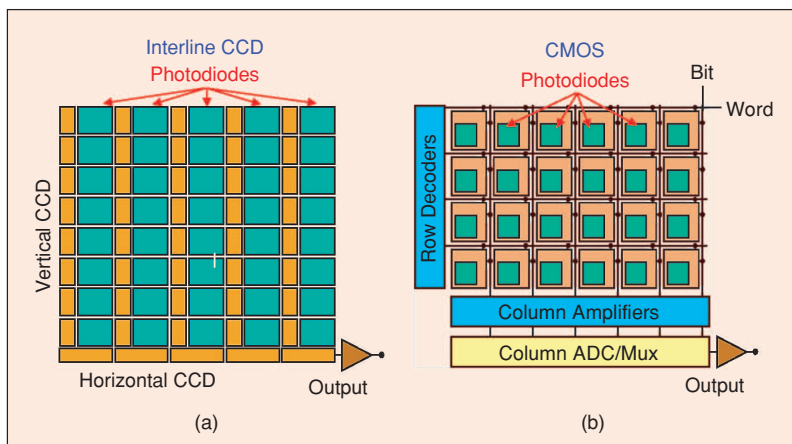 Interline CCD
Photodiodes
Vertical CCD
Horizontal CCD
Output
(a)
CMOS
Photodiodes
Bit
Word
Row Decoders
Column Amplifiers
Column ADC/Mux
Output
(b)